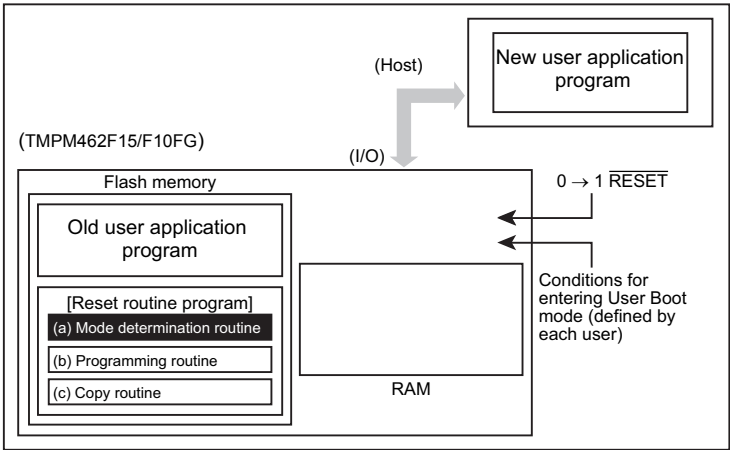 (Host)
New user application
program
(TMPM462F15/F10FG)
(I/O)
Flash memory
0 → 1 R̅E̅S̅E̅T̅
Old user application
program
[Reset routine program]
(a) Mode determination routine
(b) Programming routine
(c) Copy routine
RAM
Conditions for
entering User Boot
mode (defined by
each user)